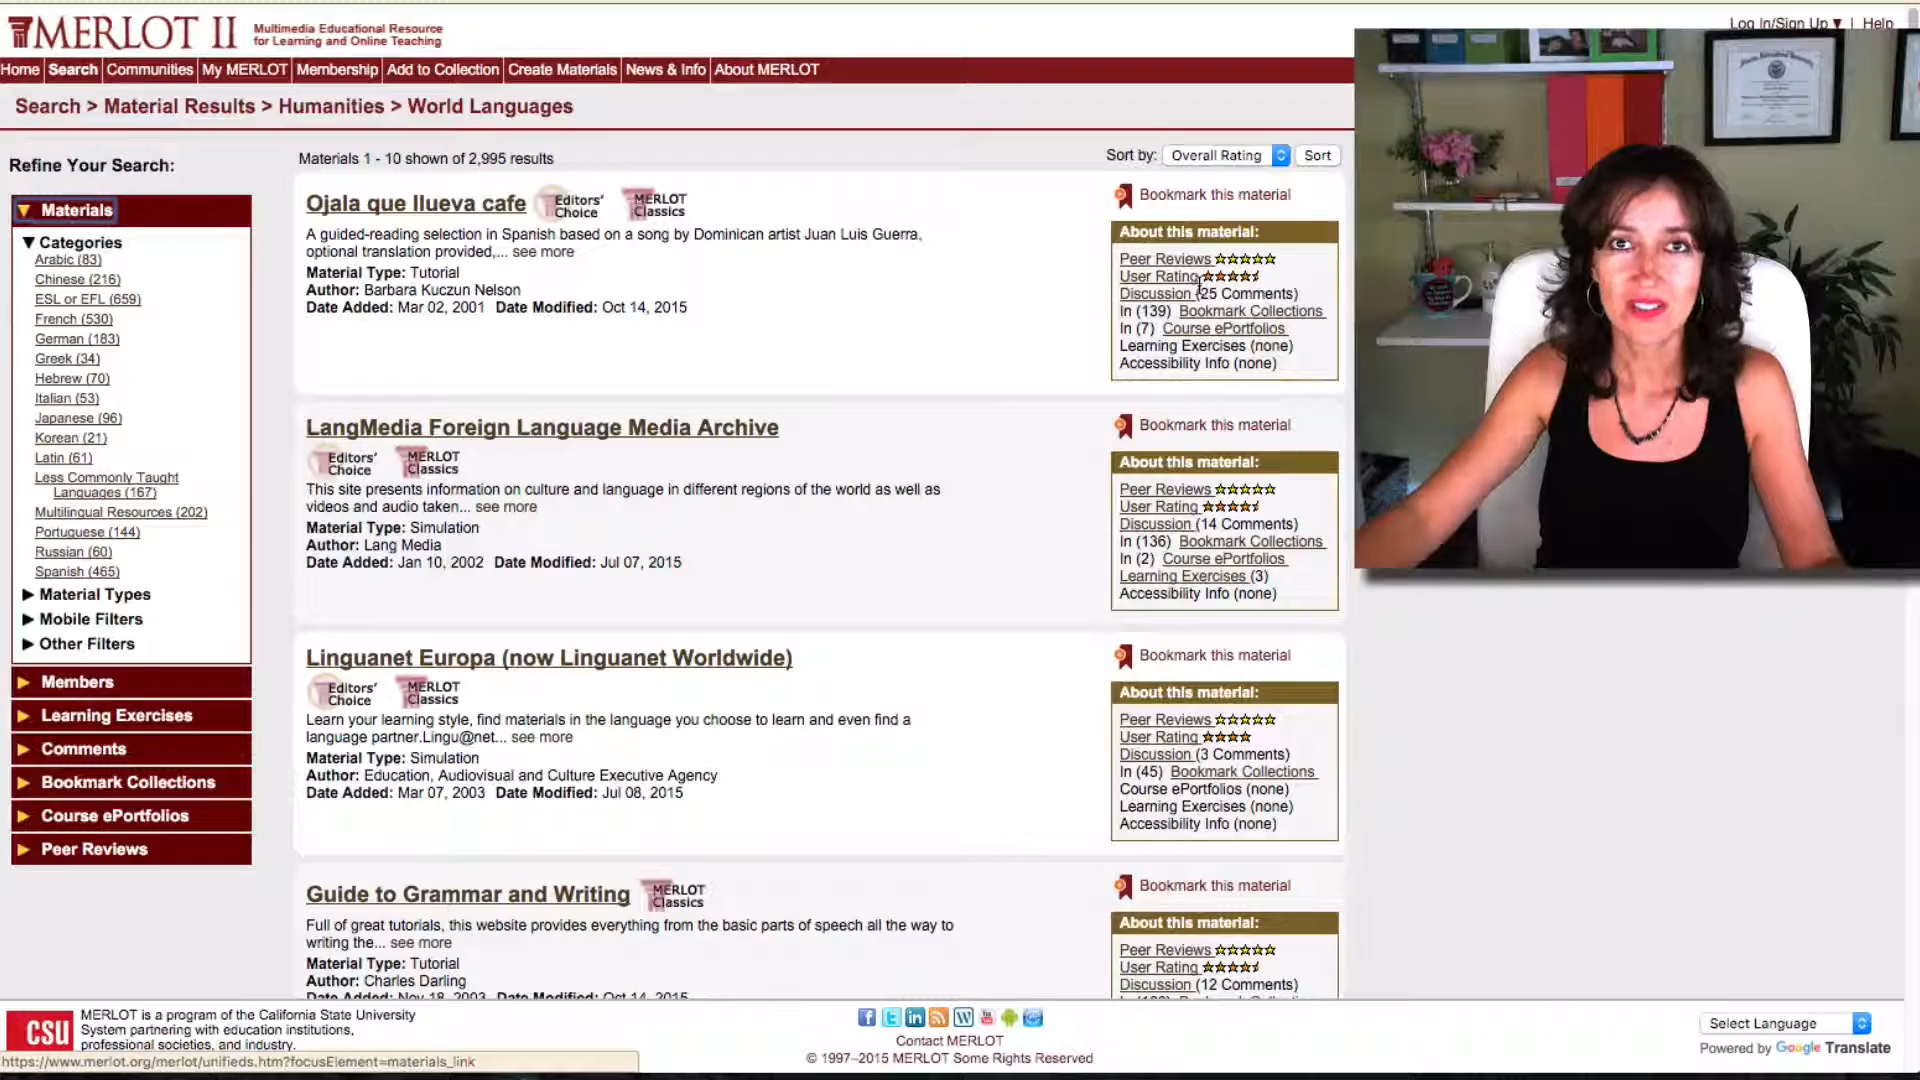 MERLOT II
Multimedia Educational Resource
for Learning and Online Teaching
Log In/Sign Up ▼ | Help
Home
Search
Communities
My MERLOT
Membership
Add to Collection
Create Materials
News & Info
About MERLOT
Search > Material Results > Humanities > World Languages
Refine Your Search:
Materials
Categories
Arabic (83)
Chinese (216)
ESL or EFL (659)
French (530)
German (183)
Greek (34)
Hebrew (70)
Italian (53)
Japanese (96)
Korean (21)
Latin (61)
Less Commonly Taught
Languages (167)
Multilingual Resources (202)
Portuguese (144)
Russian (60)
Spanish (465)
Material Types
Mobile Filters
Other Filters
Members
Learning Exercises
Comments
Bookmark Collections
Course ePortfolios
Peer Reviews
Materials 1 - 10 shown of 2,995 results
Sort by: Overall Rating Sort
Ojala que llueva cafe
Editors' Choice
MERLOT Classics
A guided-reading selection in Spanish based on a song by Dominican artist Juan Luis Guerra,
optional translation provided,... see more
Material Type: Tutorial
Author: Barbara Kuczun Nelson
Date Added: Mar 02, 2001 Date Modified: Oct 14, 2015
Bookmark this material
About this material:
Peer Reviews
User Rating
Discussion (25 Comments)
In (139) Bookmark Collections
In (7) Course ePortfolios
Learning Exercises (none)
Accessibility Info (none)
LangMedia Foreign Language Media Archive
Editors' Choice
MERLOT Classics
This site presents information on culture and language in different regions of the world as well as
videos and audio taken... see more
Material Type: Simulation
Author: Lang Media
Date Added: Jan 10, 2002 Date Modified: Jul 07, 2015
Bookmark this material
About this material:
Peer Reviews
User Rating
Discussion (14 Comments)
In (136) Bookmark Collections
In (2) Course ePortfolios
Learning Exercises (3)
Accessibility Info (none)
Linguanet Europa (now Linguanet Worldwide)
Editors' Choice
MERLOT Classics
Learn your learning style, find materials in the language you choose to learn and even find a
language partner.Lingu@net... see more
Material Type: Simulation
Author: Education, Audiovisual and Culture Executive Agency
Date Added: Mar 07, 2003 Date Modified: Jul 08, 2015
Bookmark this material
About this material:
Peer Reviews
User Rating
Discussion (3 Comments)
In (45) Bookmark Collections
Course ePortfolios (none)
Learning Exercises (none)
Accessibility Info (none)
Guide to Grammar and Writing
MERLOT Classics
Full of great tutorials, this website provides everything from the basic parts of speech all the way to
writing the... see more
Material Type: Tutorial
Author: Charles Darling
Date Added: Nov 18, 2003 Date Modified: Oct 14, 2015
Bookmark this material
About this material:
Peer Reviews
User Rating
Discussion (12 Comments)
CSU
MERLOT is a program of the California State University
System partnering with education institutions,
professional societies, and industry.
https://www.merlot.org/merlot/unifieds.htm?focusElement=materials_link
Contact MERLOT
© 1997–2015 MERLOT Some Rights Reserved
Select Language
Powered by Google Translate